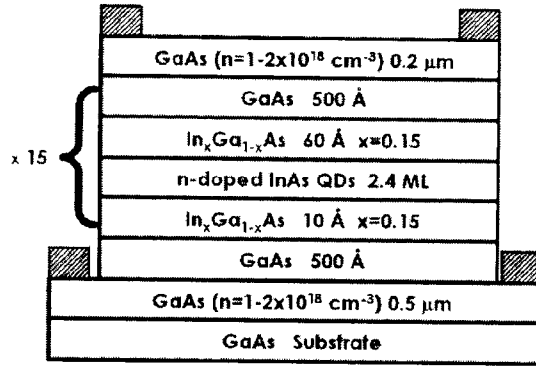 GaAs (n=1-2x10¹⁸ cm⁻³) 0.2 μm
GaAs 500 Å
InₓGa₁₋ₓAs 60 Å x=0.15
x 15
n-doped InAs QDs 2.4 ML
InₓGa₁₋ₓAs 10 Å x=0.15
GaAs 500 Å
GaAs (n=1-2x10¹⁸ cm⁻³) 0.5 μm
GaAs Substrate